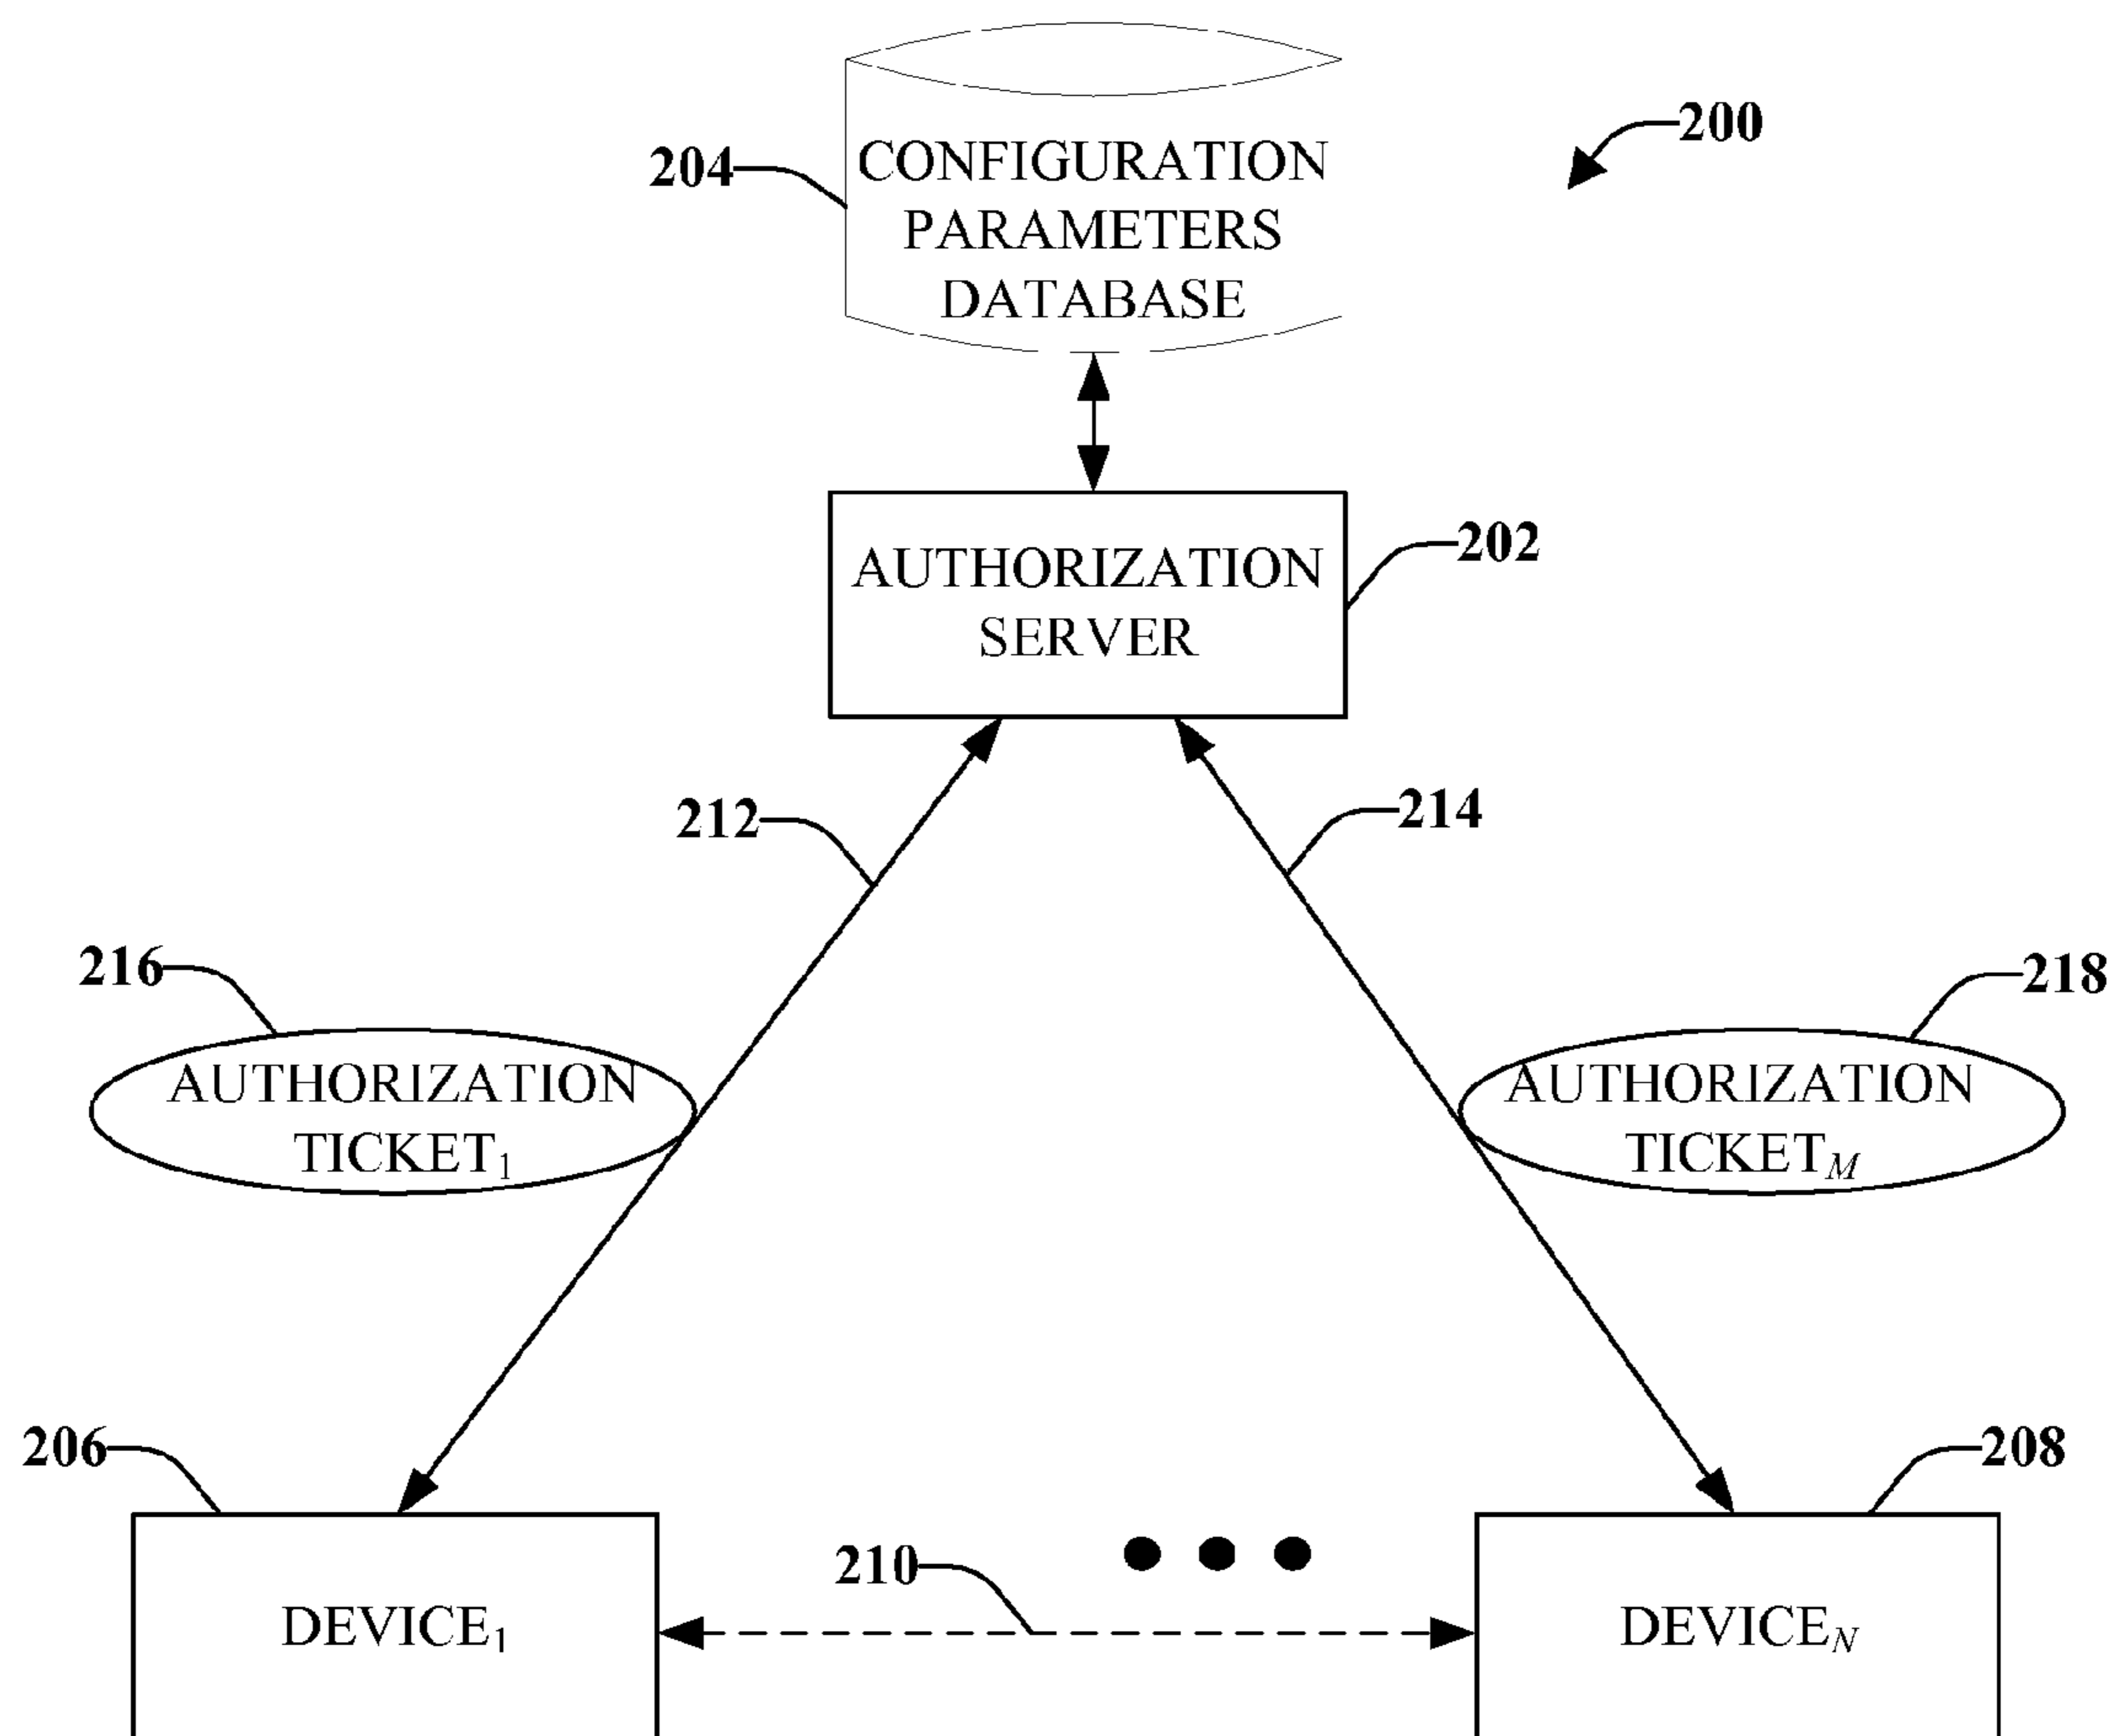 200
204
CONFIGURATION
PARAMETERS
DATABASE
202
AUTHORIZATION
SERVER
212
214
216
218
AUTHORIZATION
TICKET1
AUTHORIZATION
TICKETM
206
208
210
DEVICE1
DEVICEN